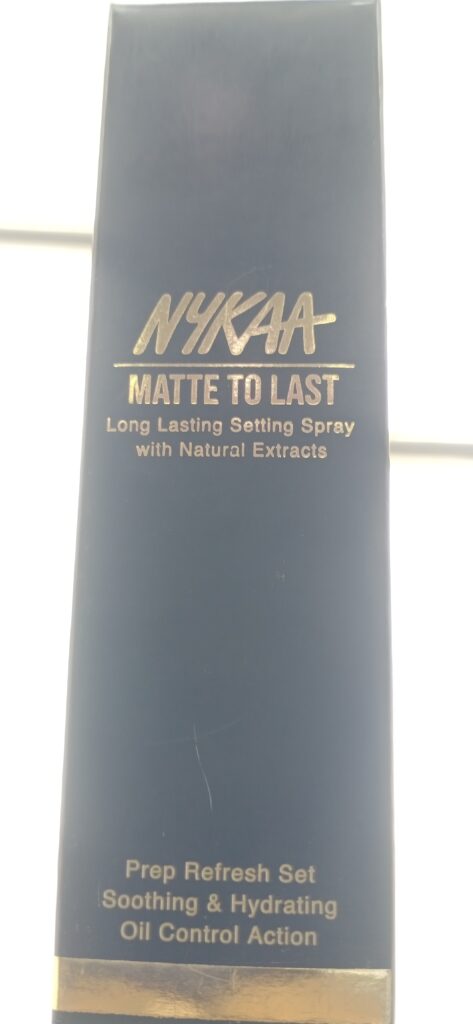 NYKAA
MATTE TO LAST
Long Lasting Setting Spray
with Natural Extracts
Prep Refresh Set
Soothing & Hydrating
Oil Control Action